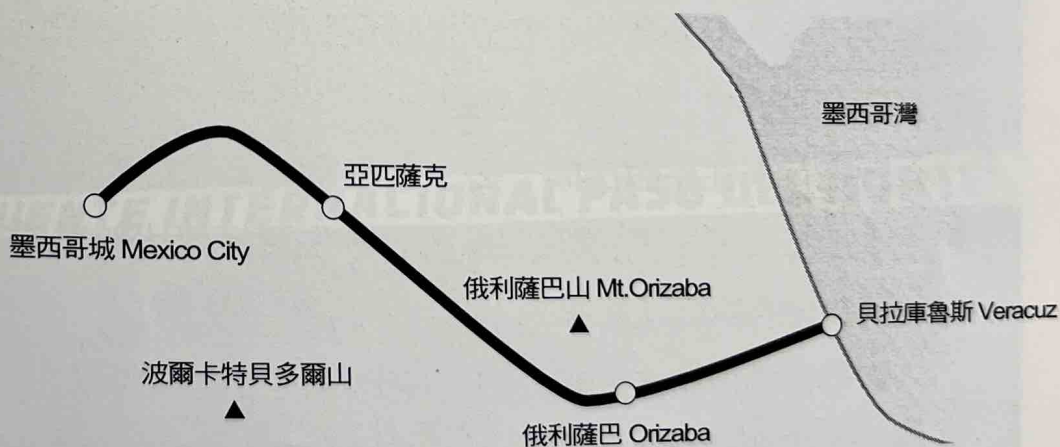 墨西哥灣
亞匹薩克
墨西哥城 Mexico City
俄利薩巴山 Mt.Orizaba
貝拉庫魯斯 Veracuz
波爾卡特貝多爾山
俄利薩巴 Orizaba